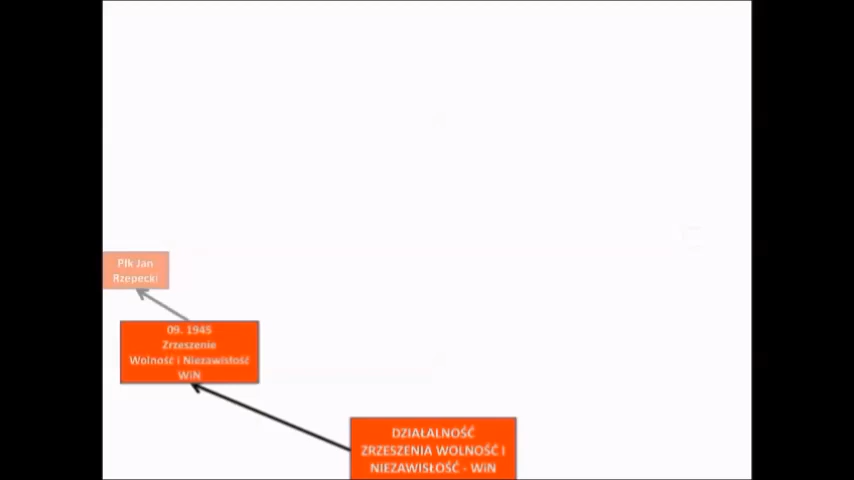 Płk Jan
Rzepecki
09. 1945
Zrzeszenie
Wolność i Niezawisłość
WiN
DZIAŁALNOŚĆ
ZRZESZENIA WOLNOŚĆ I
NIEZAWISŁOŚĆ - WiN